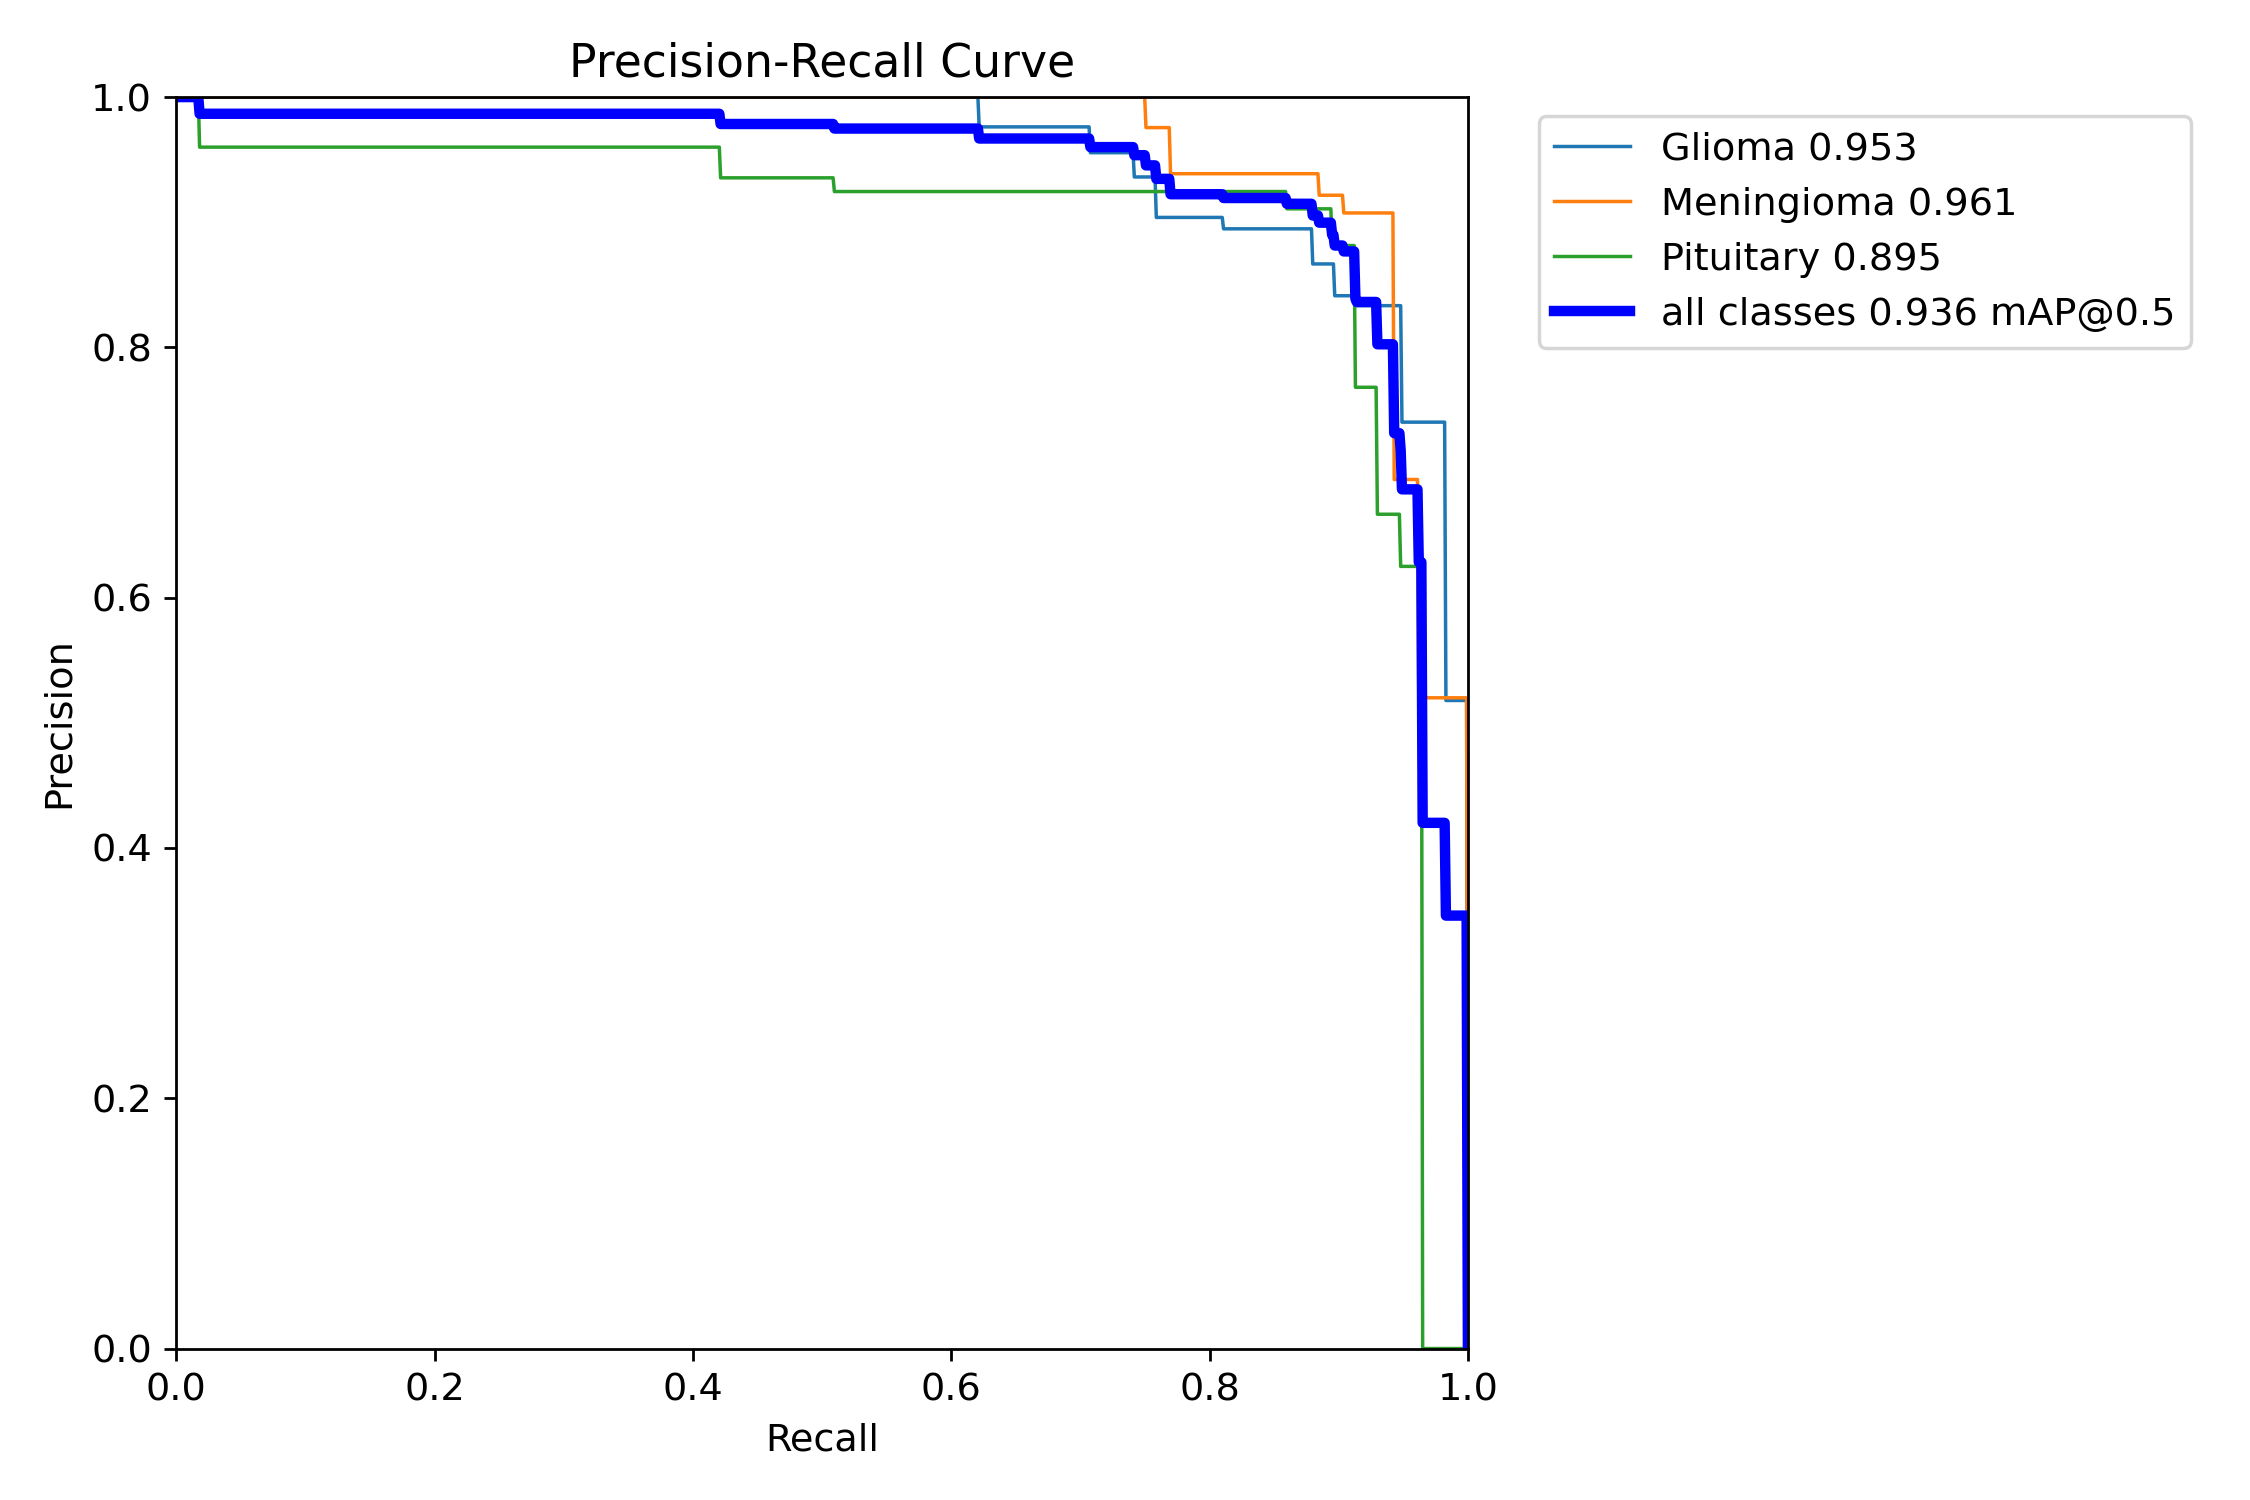 Precision-Recall Curve
1.0
0.8
0.6
0.4
0.2
0.0
Precision
0.0 0.2 0.4 0.6 0.8 1.0
Recall
Glioma 0.953
Meningioma 0.961
Pituitary 0.895
all classes 0.936 mAP@0.5